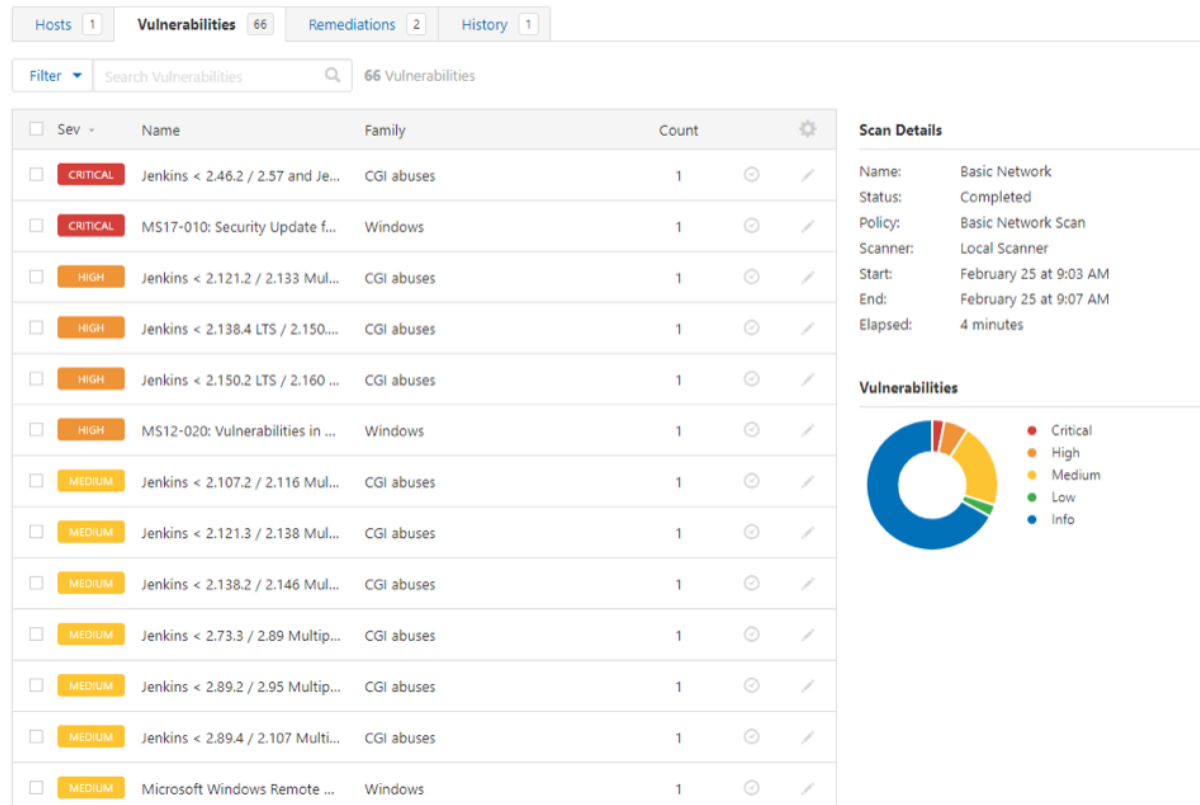 Hosts 1 Vulnerabilities 66 Remediations 2 History 1
Filter Search Vulnerabilities 66 Vulnerabilities
Sev Name Family Count
CRITICAL Jenkins < 2.46.2 / 2.57 and Je... CGI abuses 1
CRITICAL MS17-010: Security Update f... Windows 1
HIGH Jenkins < 2.121.2 / 2.133 Mul... CGI abuses 1
HIGH Jenkins < 2.138.4 LTS / 2.150.... CGI abuses 1
HIGH Jenkins < 2.150.2 LTS / 2.160 ... CGI abuses 1
HIGH MS12-020: Vulnerabilities in ... Windows 1
MEDIUM Jenkins < 2.107.2 / 2.116 Mul... CGI abuses 1
MEDIUM Jenkins < 2.121.3 / 2.138 Mul... CGI abuses 1
MEDIUM Jenkins < 2.138.2 / 2.146 Mul... CGI abuses 1
MEDIUM Jenkins < 2.73.3 / 2.89 Multip... CGI abuses 1
MEDIUM Jenkins < 2.89.2 / 2.95 Multip... CGI abuses 1
MEDIUM Jenkins < 2.89.4 / 2.107 Multi... CGI abuses 1
MEDIUM Microsoft Windows Remote ... Windows 1
Scan Details
Name: Basic Network
Status: Completed
Policy: Basic Network Scan
Scanner: Local Scanner
Start: February 25 at 9:03 AM
End: February 25 at 9:07 AM
Elapsed: 4 minutes
Vulnerabilities
Critical
High
Medium
Low
Info